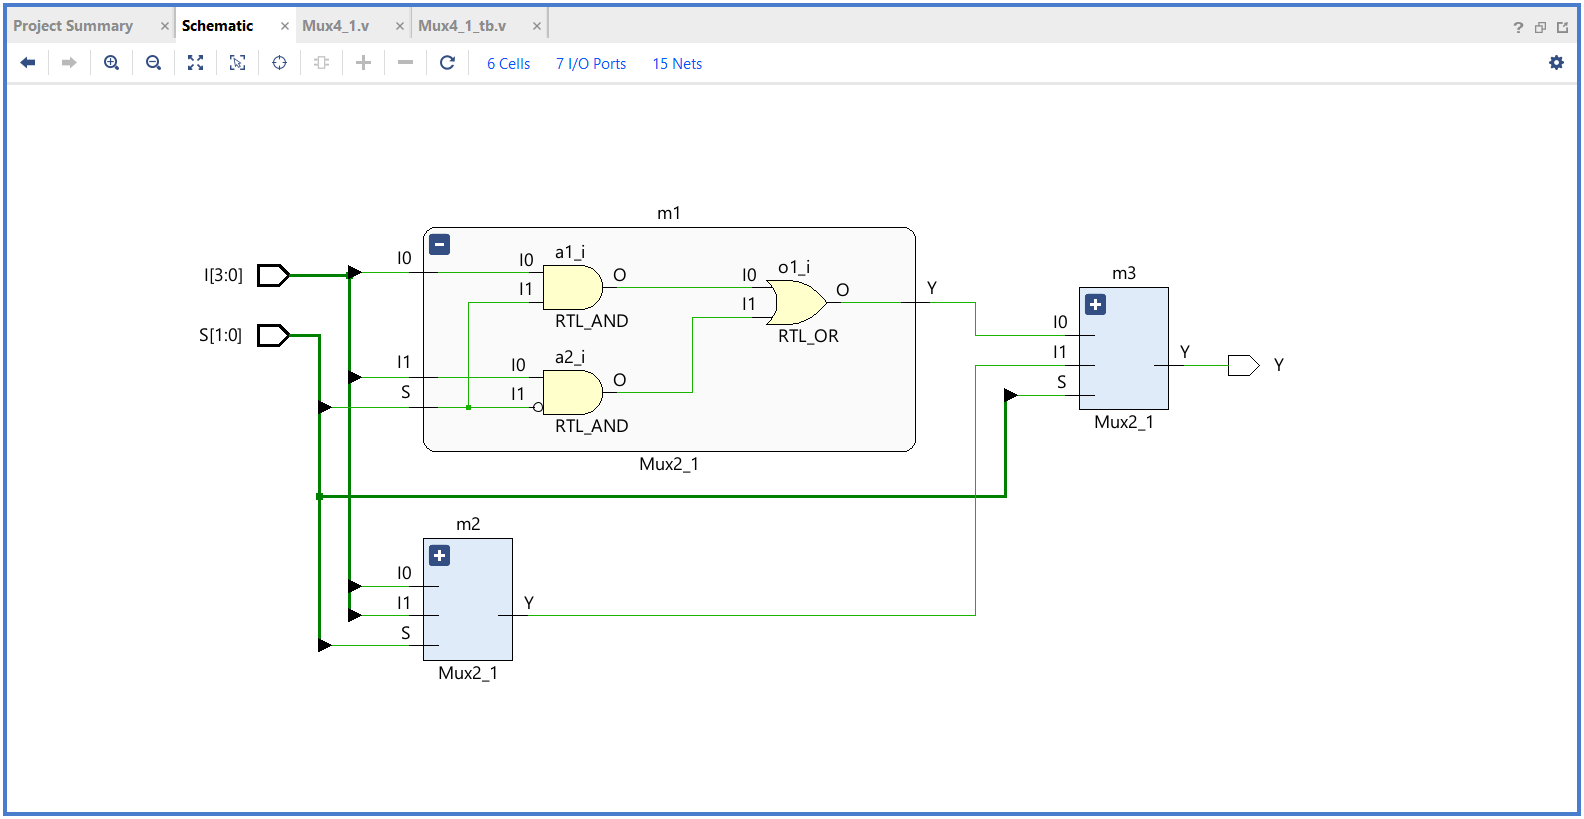 Project Summary × Schematic × Mux4_1.v × Mux4_1_tb.v × ?
6 Cells 7 I/O Ports 15 Nets
m1
I[3:0]
S[1:0]
I0
I1
S
a1_i
I0
I1
O
RTL_AND
a2_i
I0
I1
O
RTL_AND
o1_i
I0
I1
O
RTL_OR
Y
Mux2_1
m2
I0
I1
S
Y
Mux2_1
m3
I0
I1
S
Y
Mux2_1
Y